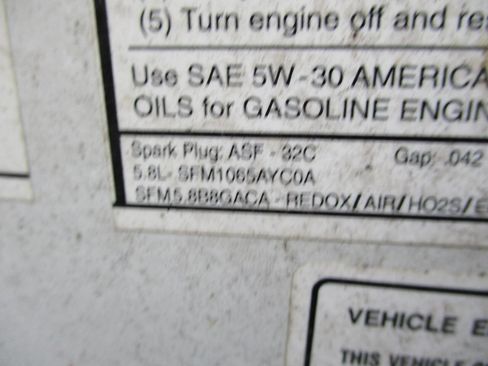 (5) Turn engine off and re
Use SAE 5W-30 AMERICA
OILS for GASOLINE ENGIN
Spark Plug: ASF - 32C Gap: .042
5.8L- SFM1065AYC0A
SFM5.8B8GACA - REDOX/AIR/HO2S/E
VEHICLE E
THIS VEHICLE